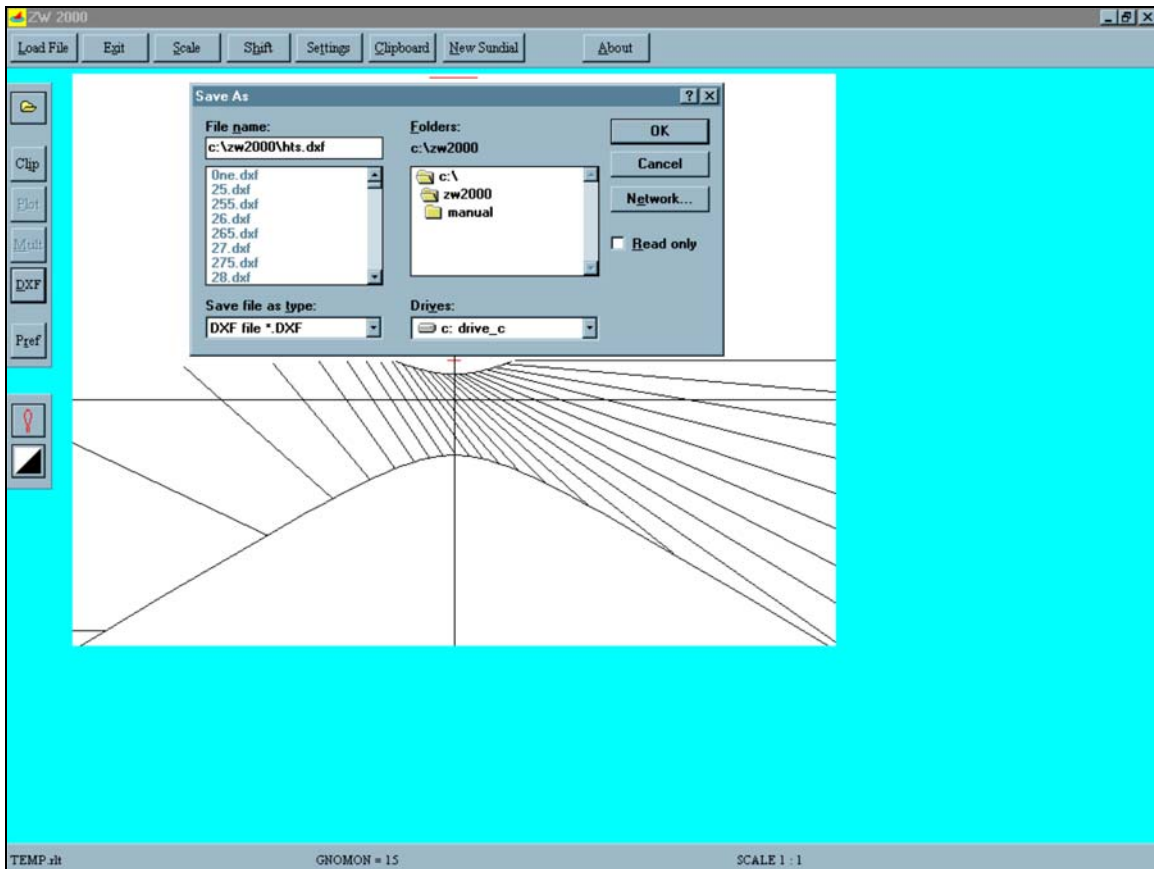 ZW 2000
Load File Exit Scale Shift Settings Clipboard New Sundial About
Save As
File name: Folders:
c:\zw2000\hts.dxf c:\zw2000
OK
Cancel
Network...
Read only
0ne.dxf
25.dxf
255.dxf
26.dxf
265.dxf
27.dxf
275.dxf
28.dxf
c:\
zw2000
manual
Save file as type: Drives:
DXF file *.DXF c: drive_c
Clip
Plot
Mult
DXF
Pref
TEMP.rlt GNOMON = 15 SCALE 1 : 1